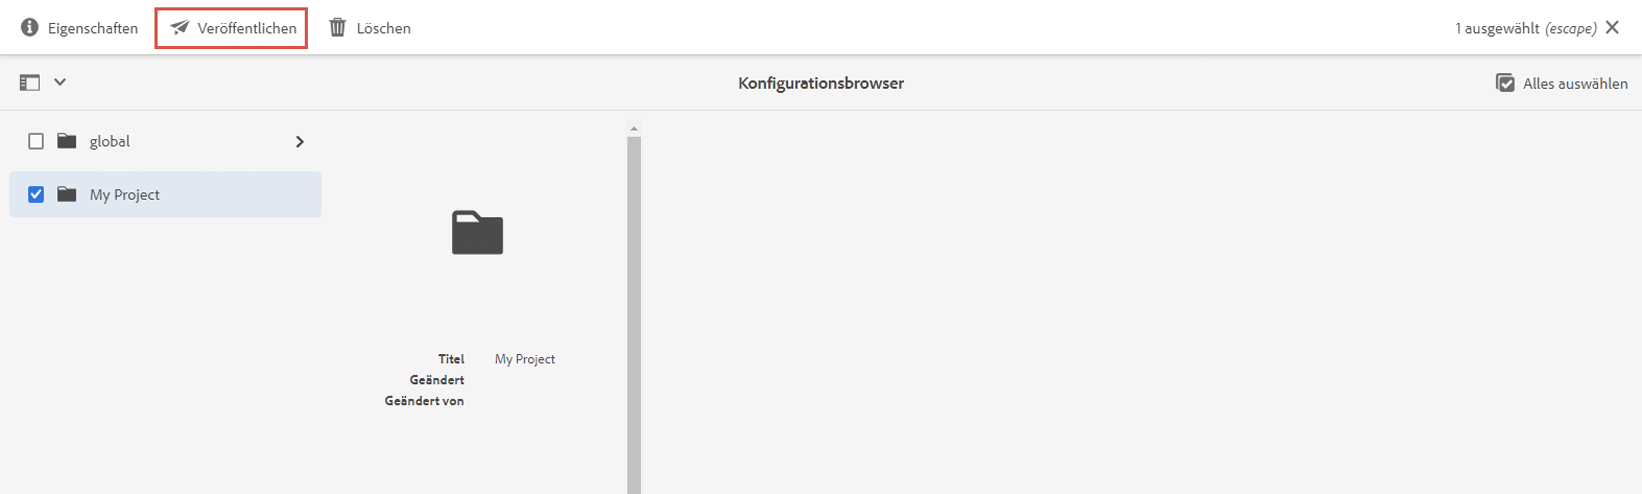 Eigenschaften Veröffentlichen Löschen 1 ausgewählt (escape)
Konfigurationsbrowser Alles auswählen
global
My Project
Titel My Project
Geändert
Geändert von